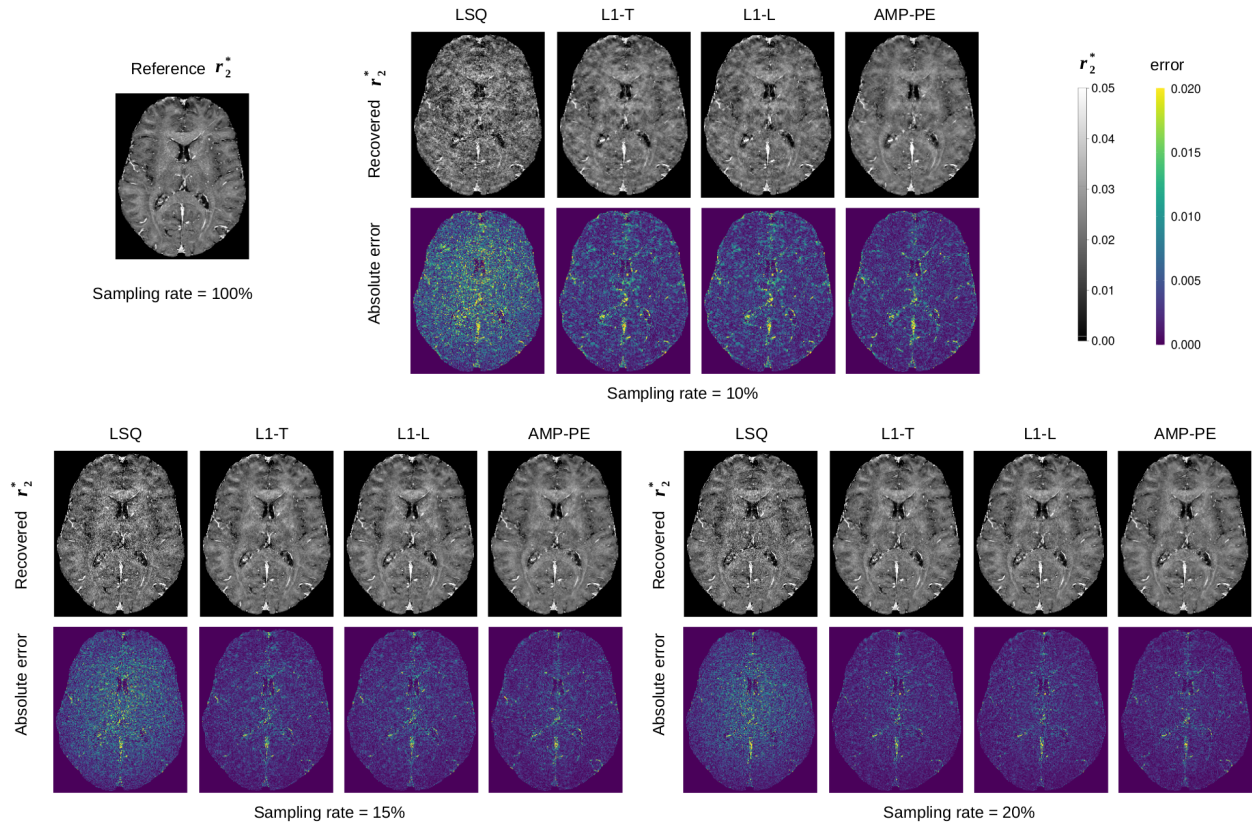 LSQ L1-T L1-L AMP-PE
Reference r2*
Recovered r2*
Absolute error
Sampling rate = 100%
Sampling rate = 10%
r2*
0.05
0.04
0.03
0.02
0.01
0.00
error
0.020
0.015
0.010
0.005
0.000
LSQ L1-T L1-L AMP-PE
Recovered r2*
Absolute error
Sampling rate = 15%
LSQ L1-T L1-L AMP-PE
Recovered r2*
Absolute error
Sampling rate = 20%